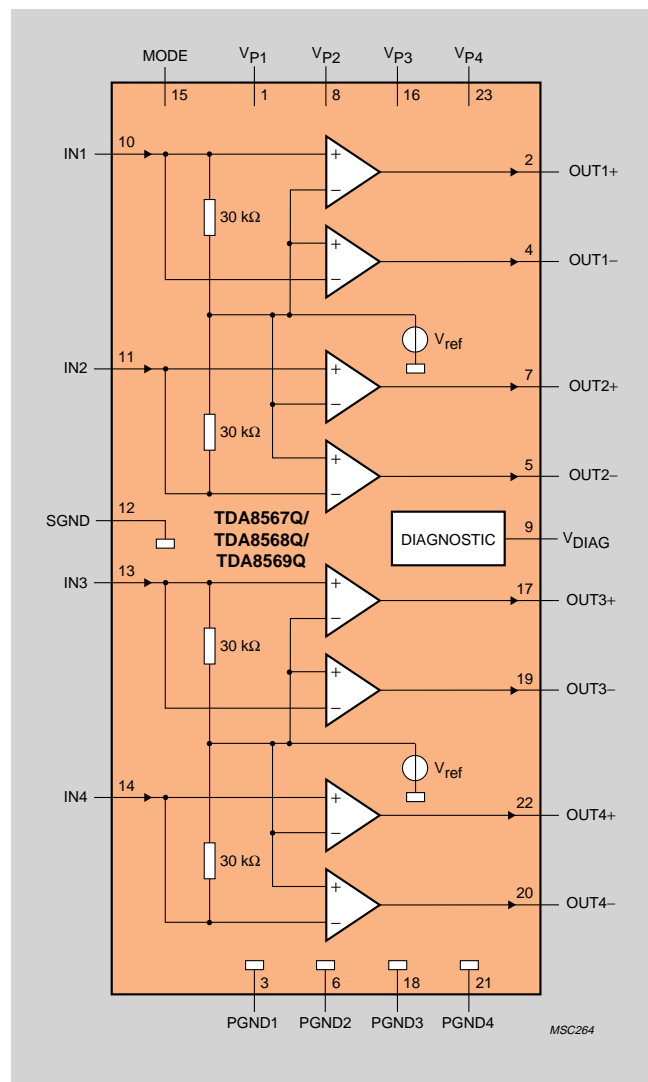 MODE VP1 VP2 VP3 VP4
15 1 8 16 23
IN1 10
+
−
2 OUT1+
30 kΩ
+
−
4 OUT1−
Vref
IN2 11
+
−
7 OUT2+
30 kΩ
+
−
5 OUT2−
SGND 12
TDA8567Q/
TDA8568Q/
TDA8569Q
DIAGNOSTIC
9 VDIAG
IN3 13
+
−
17 OUT3+
30 kΩ
+
−
19 OUT3−
Vref
IN4 14
+
−
22 OUT4+
30 kΩ
+
−
20 OUT4−
3 6 18 21
PGND1 PGND2 PGND3 PGND4
MSC264